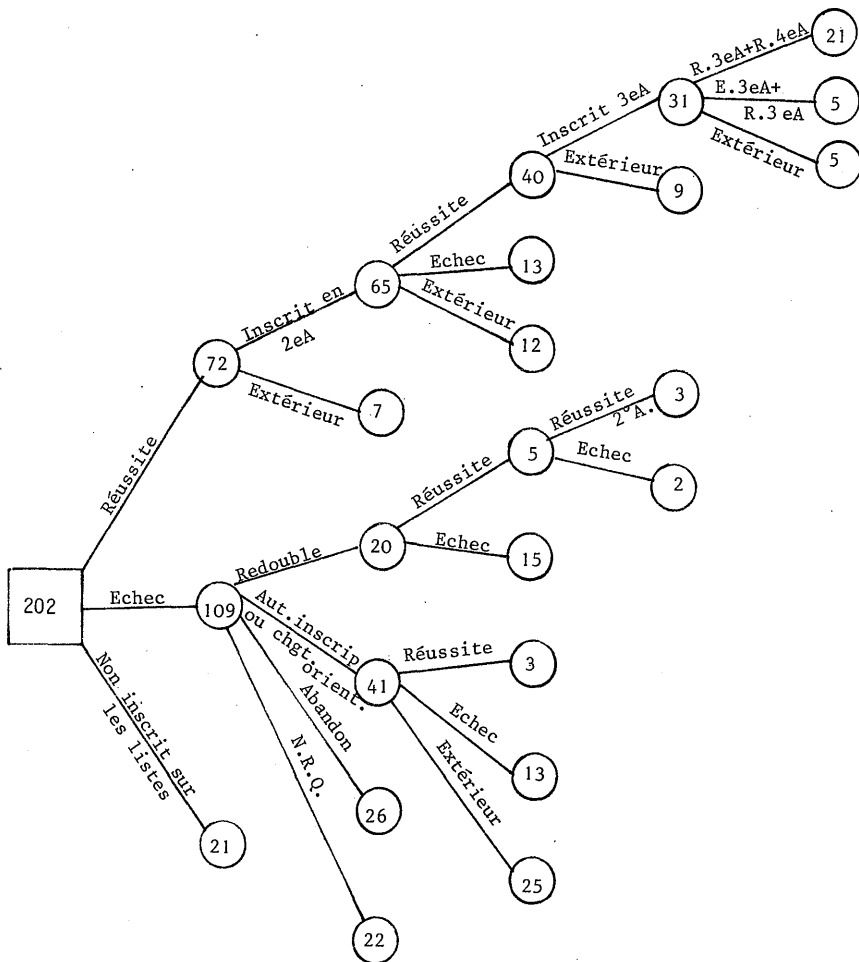 R.3eA+R.4eA
21
E.3eA+
R.3 eA
5
Extérieur
5
Inscrit 3eA
31
40
Extérieur
9
Réussite
Echec
13
65
Extérieur
12
Inscrit en
2eA
72
Extérieur
7
Réussite
Réussite
2°A.
3
5
Echec
2
Réussite
Redouble
20
Echec
15
202
Echec
109
Aut.inscrip
ou chgt.
orient.
41
Réussite
3
Echec
13
Extérieur
25
Abandon
26
N.R.Q.
22
Non inscrit sur
les listes
21